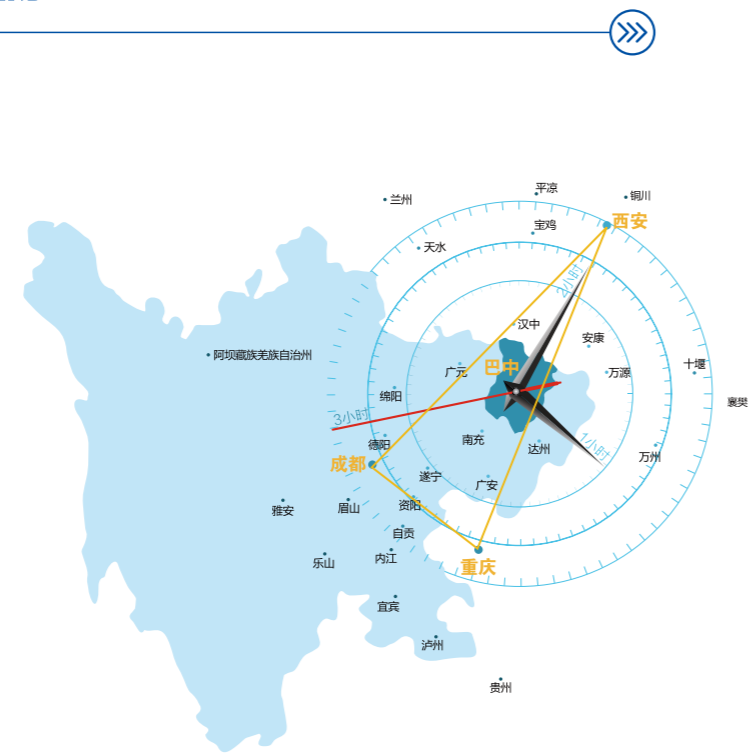 平凉
铜川
兰州
西安
宝鸡
天水
2小时
汉中
安康
阿坝藏族羌族自治州
十堰
巴中
广元
万源
绵阳
襄樊
3小时
南充
德阳
1小时
达州
万州
成都
遂宁
广安
资阳
眉山
雅安
自贡
内江
乐山
重庆
宜宾
泸州
贵州